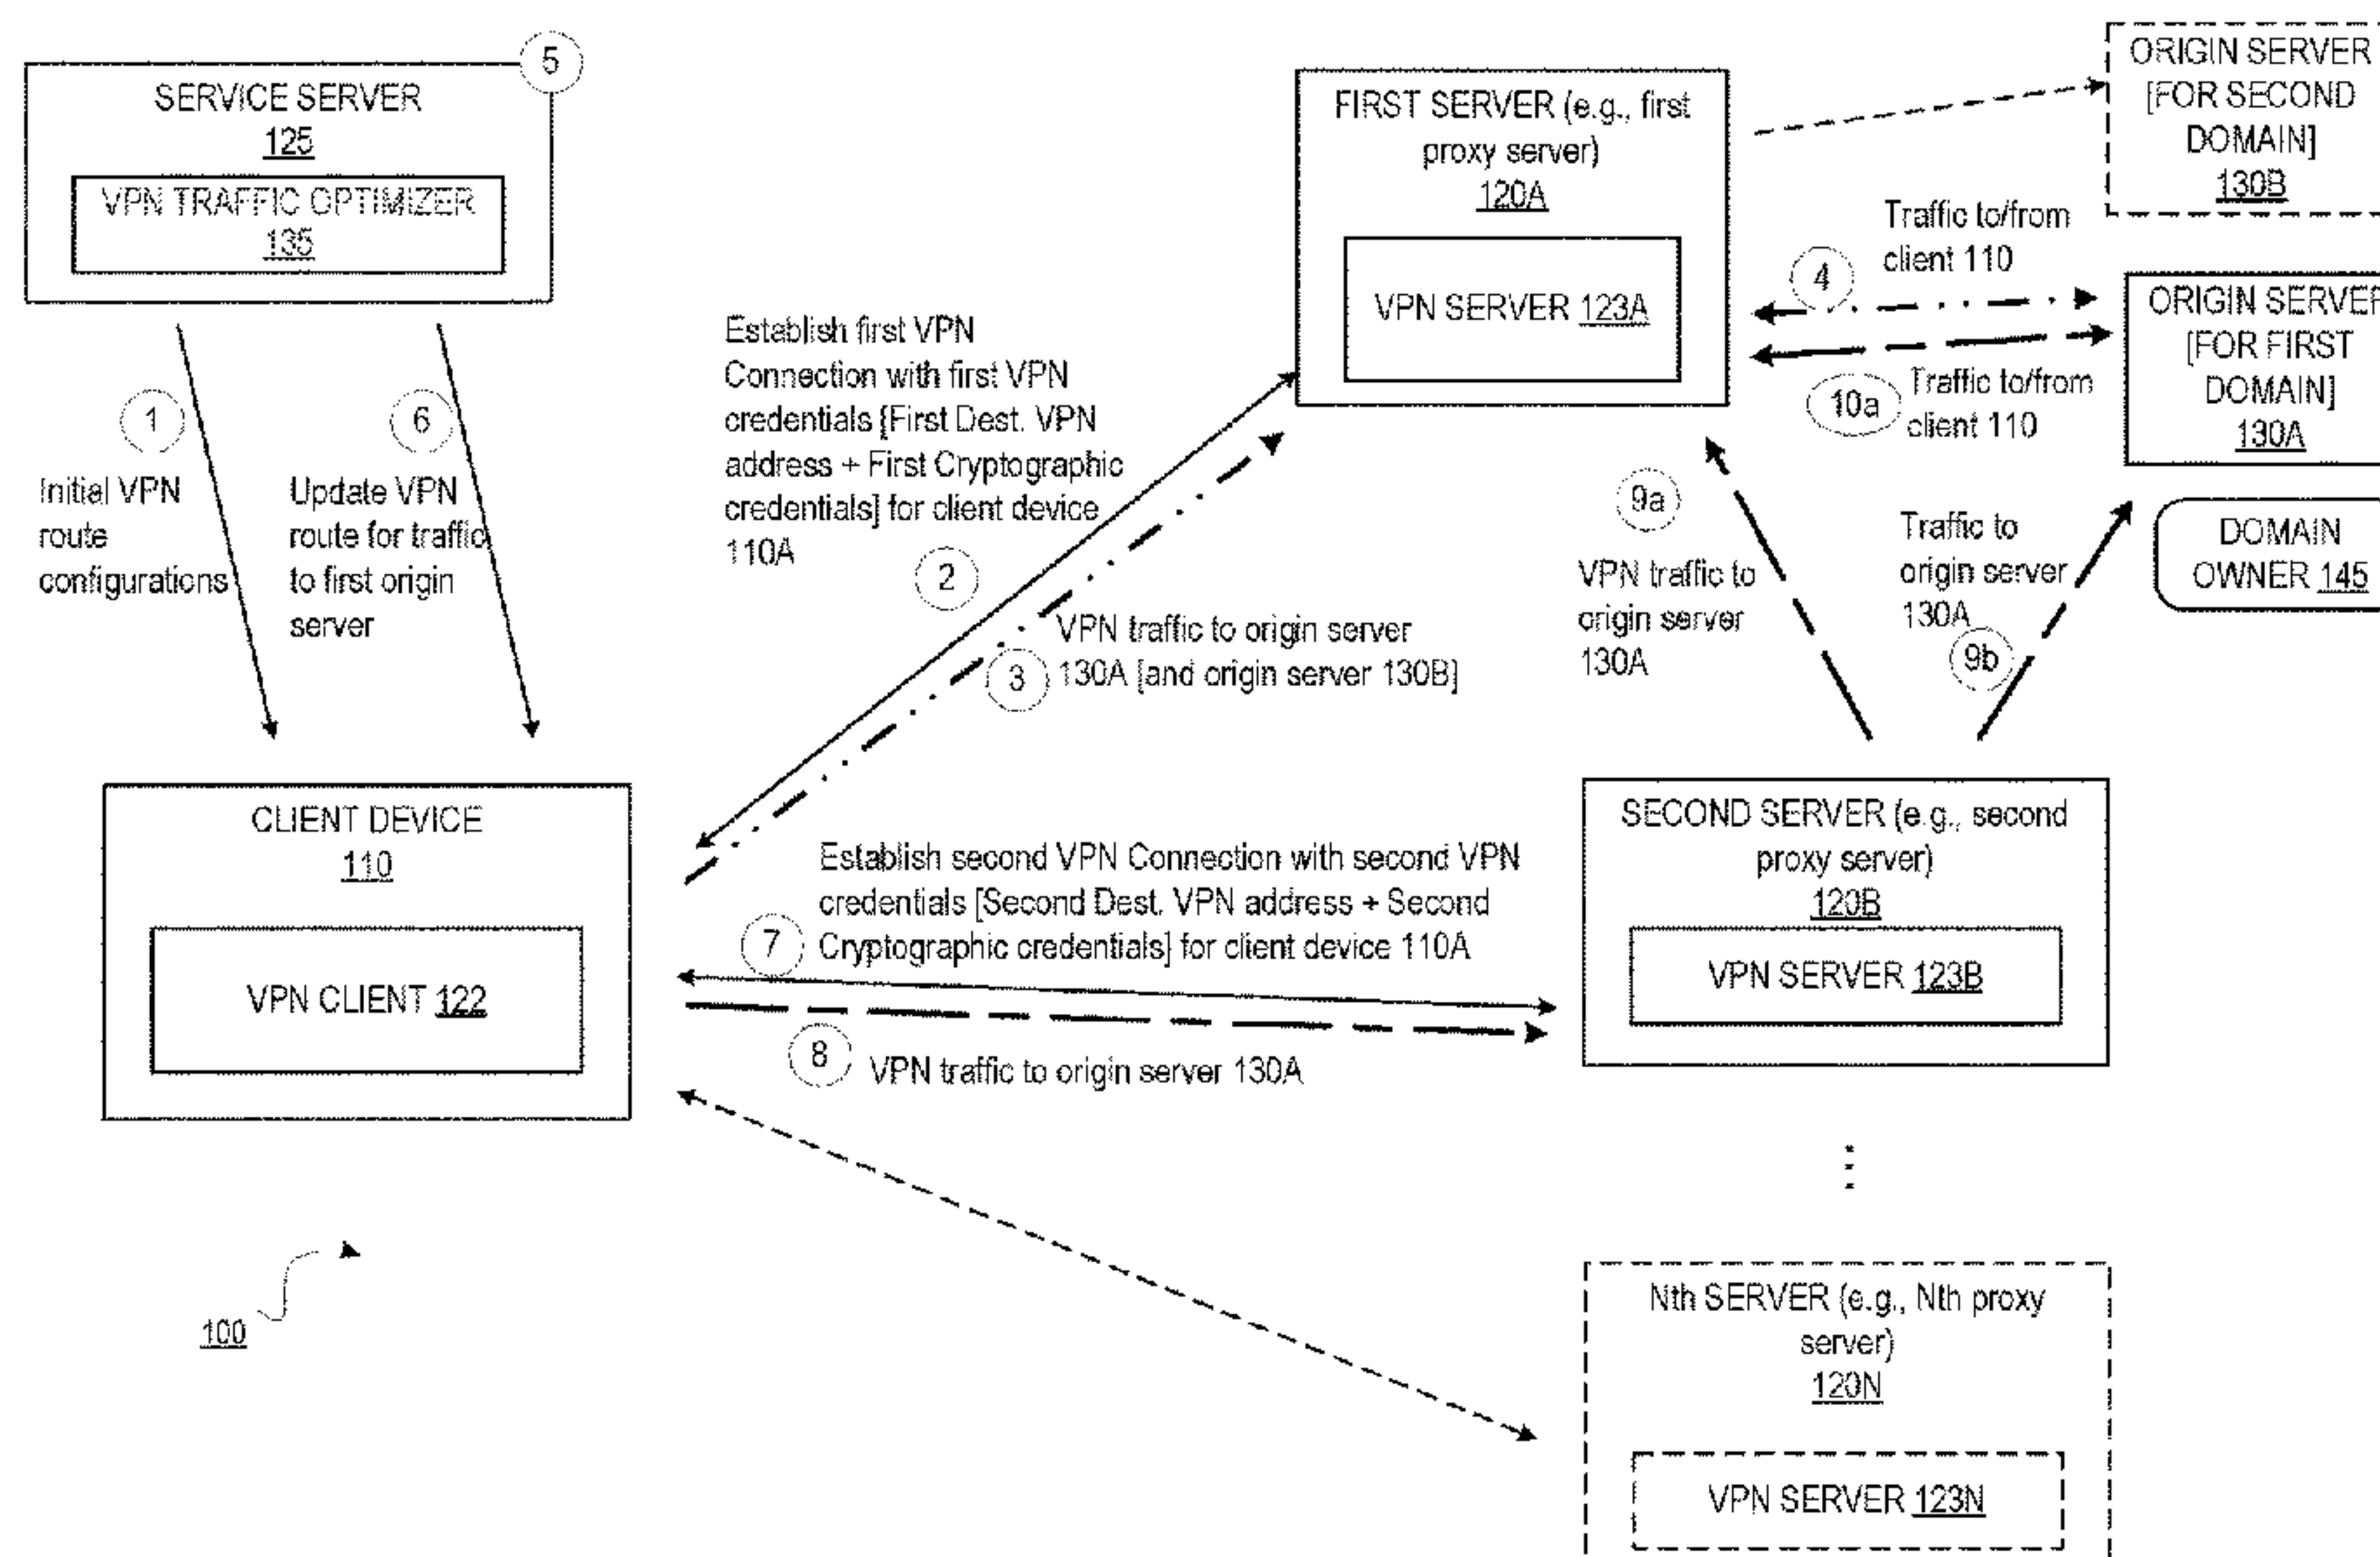 5
SERVICE SERVER
125
VPN TRAFFIC OPTIMIZER
135
1
Initial VPN
route
configurations
6
Update VPN
route for traffic
to first origin
server
Establish first VPN
Connection with first VPN
credentials [First Dest. VPN
address + First Cryptographic
credentials] for client device
110A
2
3
VPN traffic to origin server
130A [and origin server 130B]
FIRST SERVER (e.g., first
proxy server)
120A
VPN SERVER 123A
ORIGIN SERVER
[FOR SECOND
DOMAIN]
130B
Traffic to/from
client 110
4
10a
Traffic to/from
client 110
ORIGIN SERVER
[FOR FIRST
DOMAIN]
130A
DOMAIN
OWNER 145
9a
VPN traffic to
origin server
130A
Traffic to
origin server
130A
9b
CLIENT DEVICE
110
VPN CLIENT 122
Establish second VPN Connection with second VPN
credentials [Second Dest. VPN address + Second
Cryptographic credentials] for client device 110A
7
8
VPN traffic to origin server 130A
SECOND SERVER (e.g., second
proxy server)
120B
VPN SERVER 123B
100
Nth SERVER (e.g., Nth proxy
server)
120N
VPN SERVER 123N